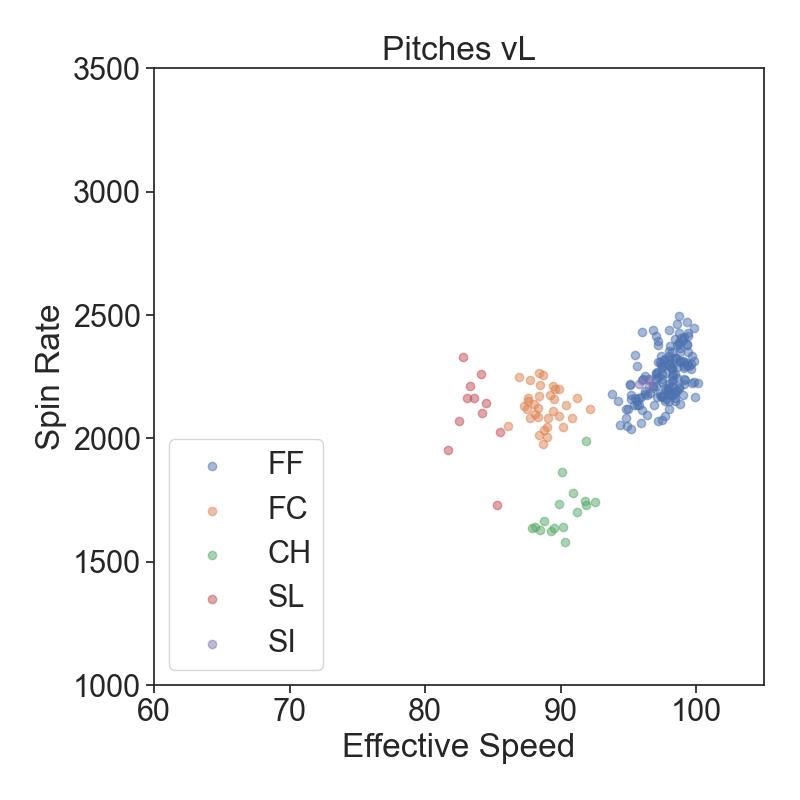 Pitches vL
3500
3000
2500
2000
1500
1000
Spin Rate
FF
FC
CH
SL
SI
60 70 80 90 100
Effective Speed